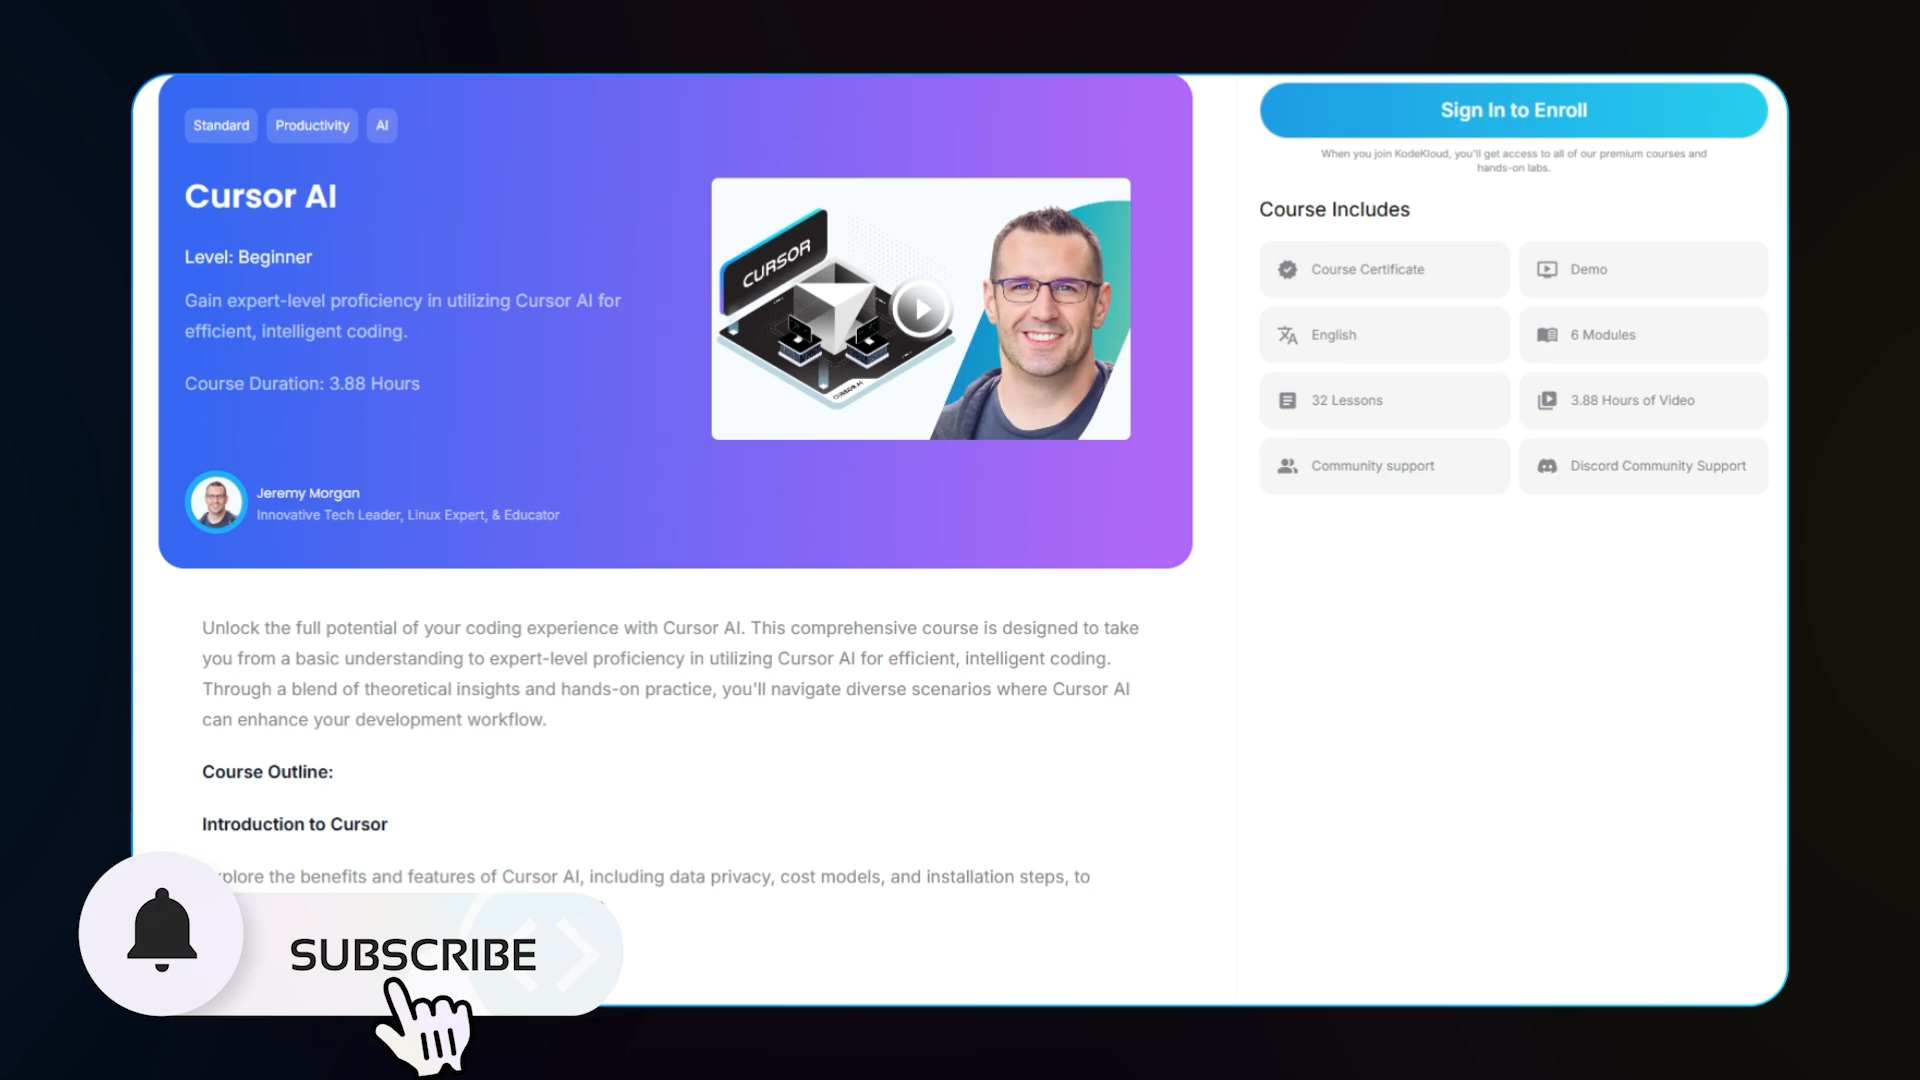 Standard Productivity AI
Cursor AI
Level: Beginner
Gain expert-level proficiency in utilizing Cursor AI for
efficient, intelligent coding.
Course Duration: 3.88 Hours
CURSOR
CURSOR AI
Jeremy Morgan
Innovative Tech Leader, Linux Expert, & Educator
Sign In to Enroll
When you join KodeKloud, you'll get access to all of our premium courses and
hands-on labs.
Course Includes
Course Certificate
Demo
English
6 Modules
32 Lessons
3.88 Hours of Video
Community support
Discord Community Support
Unlock the full potential of your coding experience with Cursor AI. This comprehensive course is designed to take
you from a basic understanding to expert-level proficiency in utilizing Cursor AI for efficient, intelligent coding.
Through a blend of theoretical insights and hands-on practice, you'll navigate diverse scenarios where Cursor AI
can enhance your development workflow.
Course Outline:
Introduction to Cursor
plore the benefits and features of Cursor AI, including data privacy, cost models, and installation steps, to
SUBSCRIBE